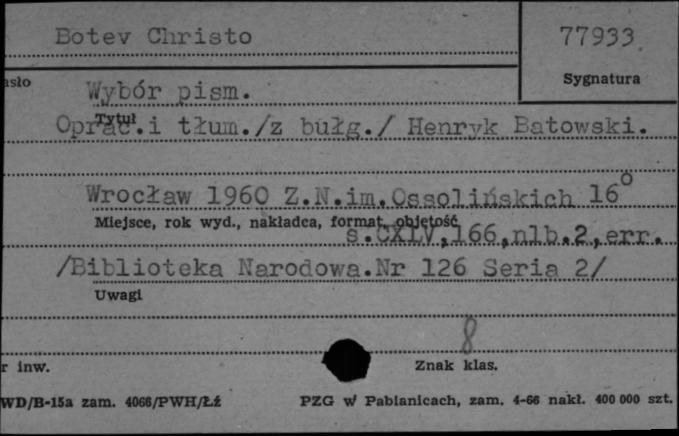 Botev Christo
77933
asło
Sygnatura
Wybór pism.
Tytuł
Oprac.i tłum./z bułg./ Henryk Batowski.
Wrocław 1960 Z.N.im.Ossolińskich 16°
Miejsce, rok wyd., nakładca, format, objętość
s.CXLV,166,nlb.2,err.
/Biblioteka Narodowa.Nr 126 Seria 2/
Uwagi
8
r inw.
Znak klas.
WD/B-15a zam. 4066/PWH/Łź
PZG w Pabianicach, zam. 4-66 nakł. 400 000 szt.